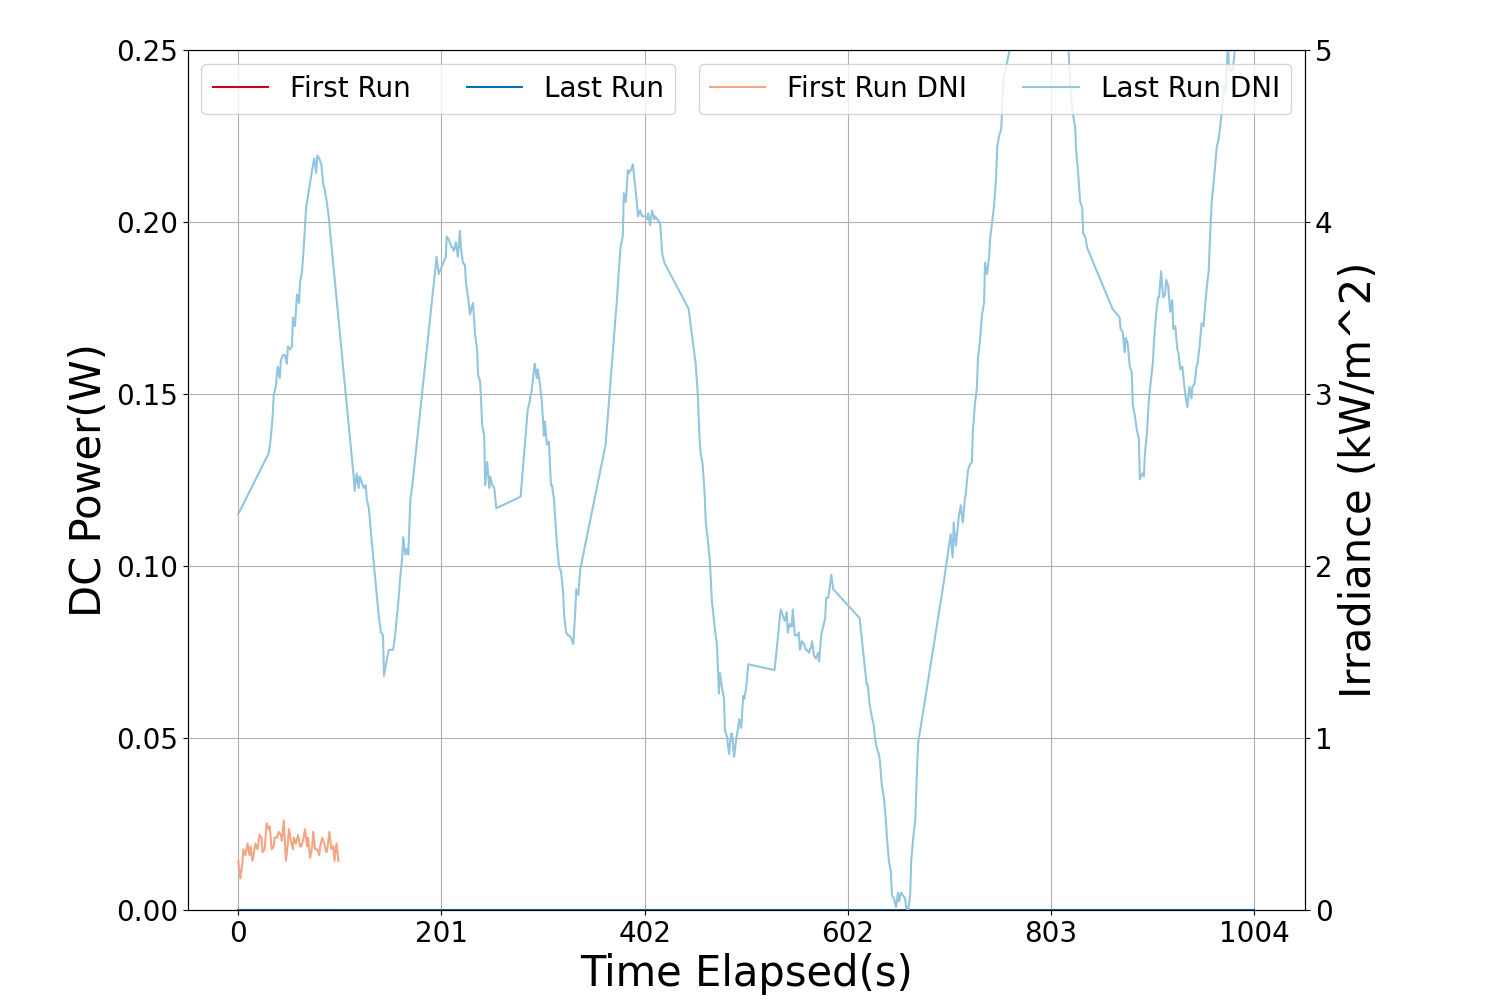 First Run
Last Run
First Run DNI
Last Run DNI
DC Power(W)
0.25
0.20
0.15
0.10
0.05
0.00
5
4
3
2
1
0
Irradiance (kW/m^2)
0 201 402 602 803 1004
Time Elapsed(s)